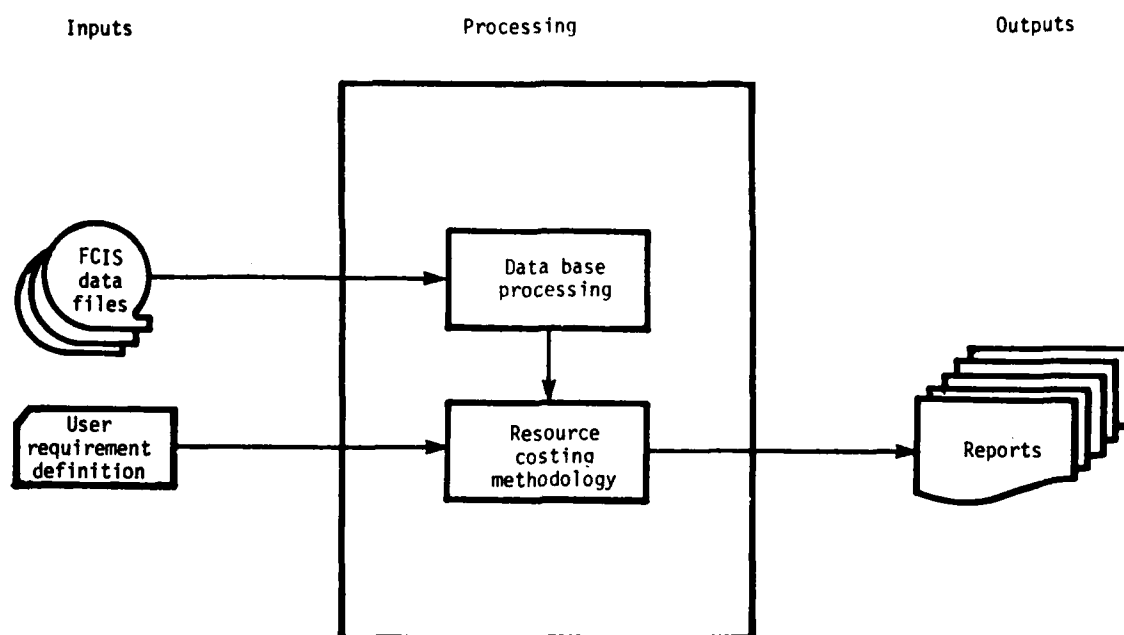 Inputs
Processing
Outputs
FCIS
data
files
Data base
processing
User
requirement
definition
Resource
costing
methodology
Reports